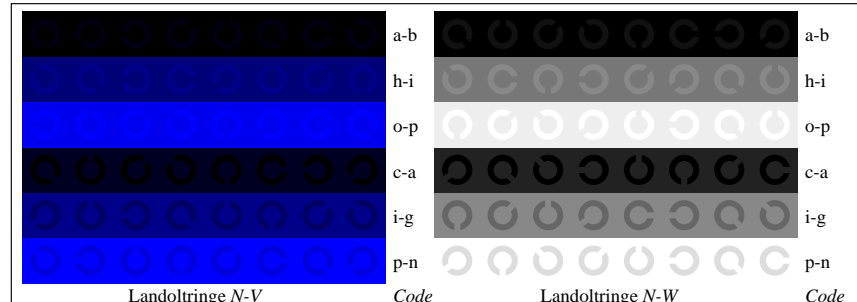 a-b a-b
h-i h-i
o-p o-p
c-a c-a
i-g i-g
p-n p-n
Landoltringe N-V Code Landoltringe N-W Code